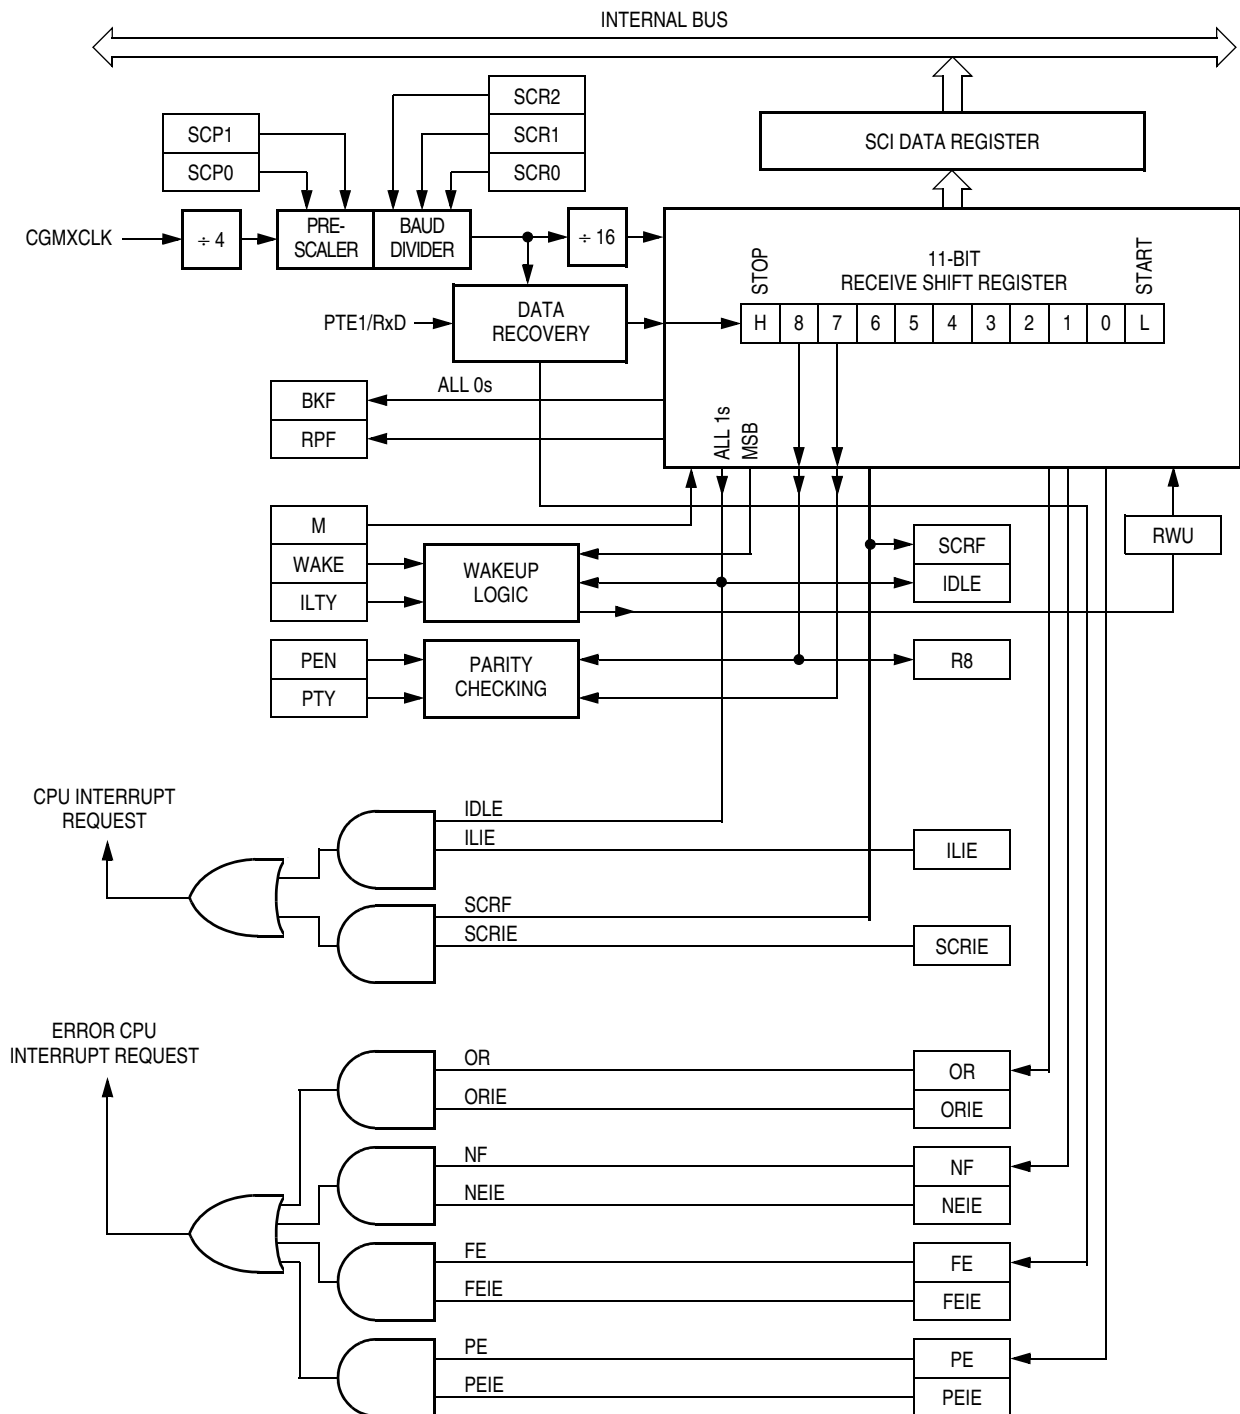 INTERNAL BUS
SCR2
SCR1
SCR0
SCP1
SCP0
SCI DATA REGISTER
CGMXCLK
÷ 4
PRE-
SCALER
BAUD
DIVIDER
÷ 16
STOP
11-BIT
RECEIVE SHIFT REGISTER
START
PTE1/RxD
DATA
RECOVERY
H 8 7 6 5 4 3 2 1 0 L
ALL 0s
BKF
RPF
ALL 1s
MSB
M
WAKE
ILTY
WAKEUP
LOGIC
SCRF
IDLE
RWU
PEN
PTY
PARITY
CHECKING
R8
CPU INTERRUPT
REQUEST
IDLE
ILIE
ILIE
SCRF
SCRIE
SCRIE
ERROR CPU
INTERRUPT REQUEST
OR
OR
ORIE
ORIE
NF
NF
NEIE
NEIE
FE
FE
FEIE
FEIE
PE
PE
PEIE
PEIE